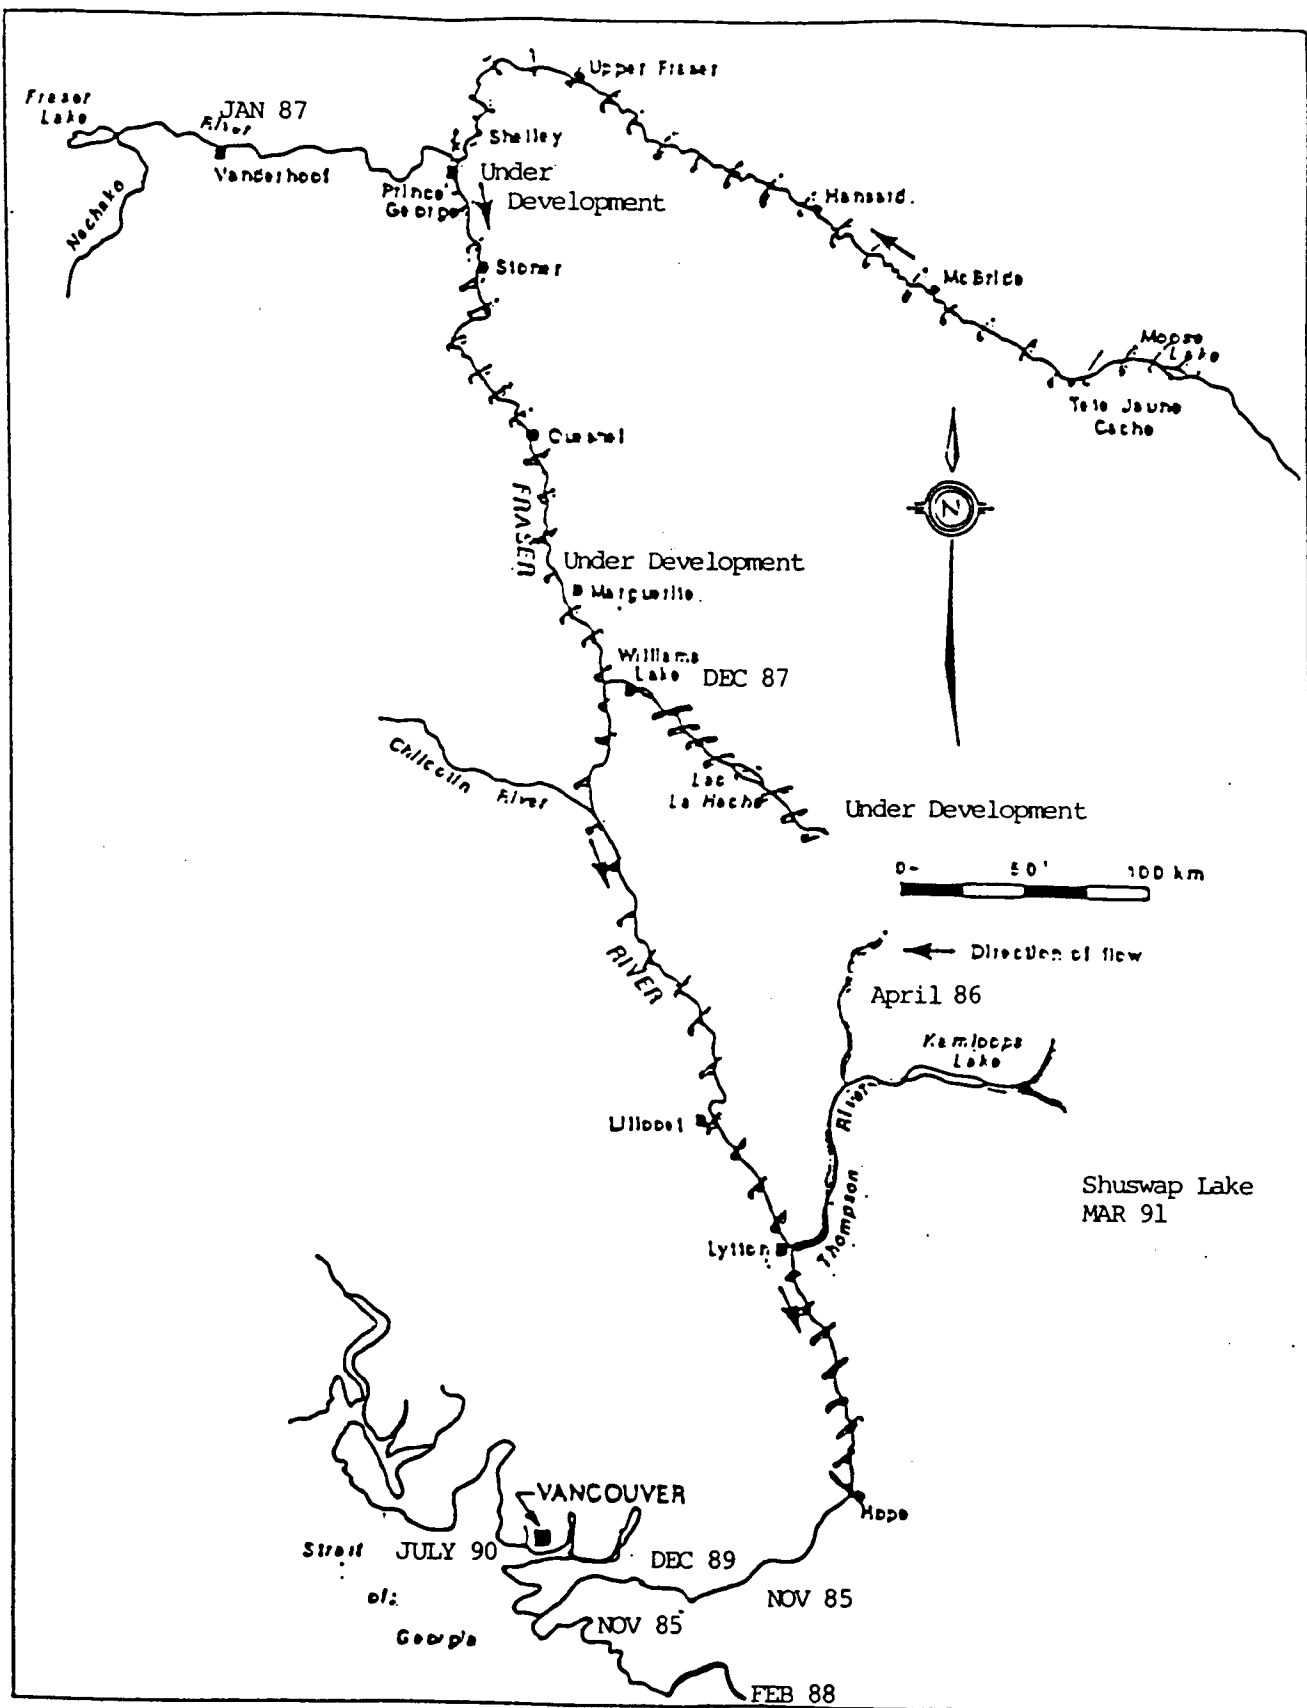 Upper Fraser
Fraser
Lake
JAN 87
River
Shelley
Vanderhoof
Under
Development
Prince
George
Nechako
Hansard.
Stoner
McBride
Moose
Lake
Tete Jaune
Cache
Quesnel
N
FRASER
Under Development
Marguerite.
Williams
Lake
DEC 87
Chilcotin River
Lac
La Hache
Under Development
0 50 100 km
Direction of flow
RIVER
April 86
Kamloops
Lake
River
Lillooet
Thompson
Shuswap Lake
MAR 91
Lytton
Hope
VANCOUVER
Strait
JULY 90
DEC 89
of
NOV 85
NOV 85
Georgia
FEB 88